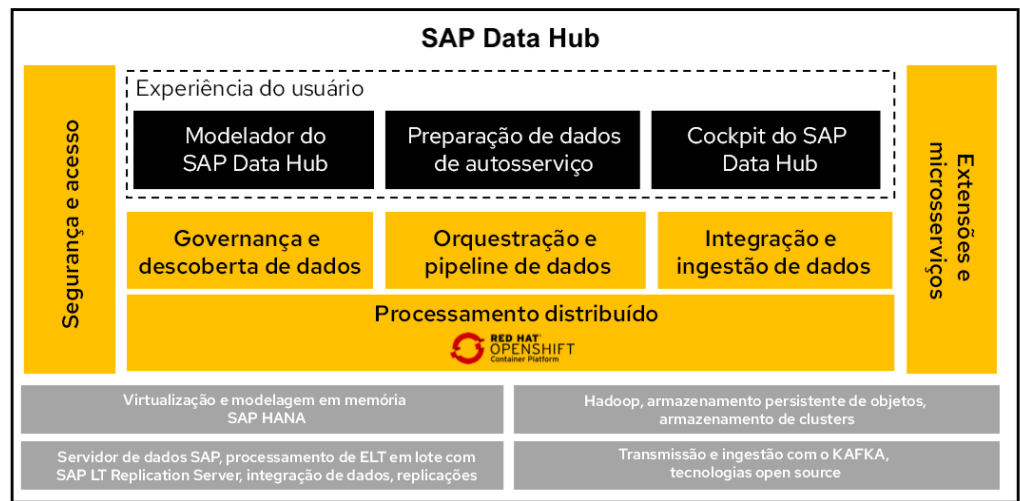 SAP Data Hub
Segurança e acesso
Experiência do usuário
Modelador do
SAP Data Hub
Preparação de dados
de autosserviço
Cockpit do SAP
Data Hub
Governança e
descoberta de dados
Orquestração e
pipeline de dados
Integração e
ingestão de dados
Processamento distribuído
RED HAT
OPENSHIFT
Container Platform
Extensões e
microsserviços
Virtualização e modelagem em memória
SAP HANA
Hadoop, armazenamento persistente de objetos,
armazenamento de clusters
Servidor de dados SAP, processamento de ELT em lote com
SAP LT Replication Server, integração de dados, replicações
Transmissão e ingestão com o KAFKA,
tecnologias open source